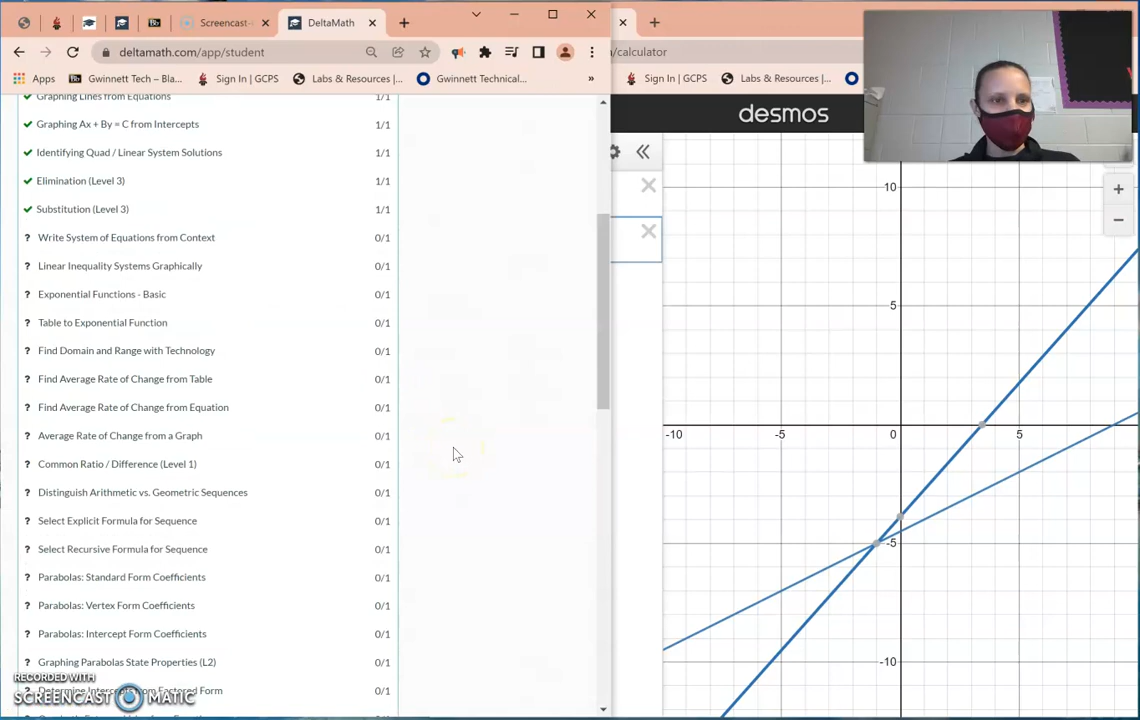 Screencast-
DeltaMath
deltamath.com/app/student
/calculator
Apps
Bb
Gwinnett Tech – Bla...
Sign In | GCPS
Labs & Resources |...
Gwinnett Technical...
»
Sign In | GCPS
Labs & Resources |...
desmos
Graphing Lines from Equations 1/1
Graphing Ax + By = C from Intercepts 1/1
Identifying Quad / Linear System Solutions 1/1
Elimination (Level 3) 1/1
Substitution (Level 3) 1/1
? Write System of Equations from Context 0/1
? Linear Inequality Systems Graphically 0/1
? Exponential Functions - Basic 0/1
? Table to Exponential Function 0/1
? Find Domain and Range with Technology 0/1
? Find Average Rate of Change from Table 0/1
? Find Average Rate of Change from Equation 0/1
? Average Rate of Change from a Graph 0/1
? Common Ratio / Difference (Level 1) 0/1
? Distinguish Arithmetic vs. Geometric Sequences 0/1
? Select Explicit Formula for Sequence 0/1
? Select Recursive Formula for Sequence 0/1
? Parabolas: Standard Form Coefficients 0/1
? Parabolas: Vertex Form Coefficients 0/1
? Parabolas: Intercept Form Coefficients 0/1
? Graphing Parabolas State Properties (L2) 0/1
Determine Intercepts from Factored Form 0/1
10
5
-10
-5
0
5
-5
-10
RECORDED WITH
SCREENCAST MATIC